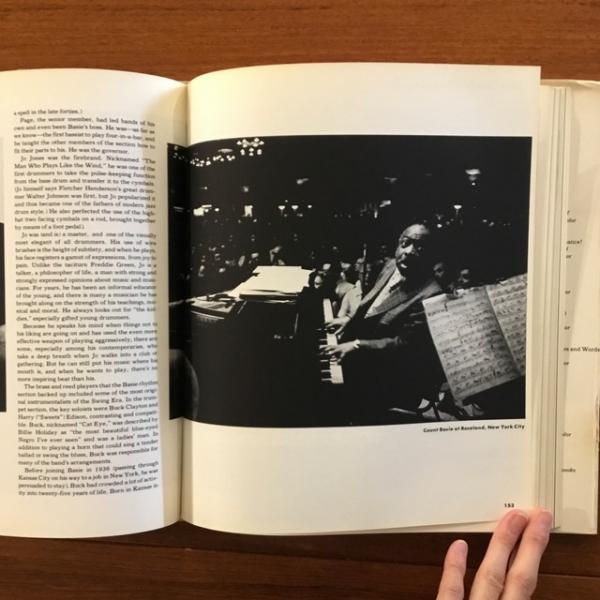 a spell in the late forties.)
Page, the senior member, had led bands of his
own and even been Basie's boss. He was—as far as
we know—the first bassist to play four-in-a-bar, and
he taught the other members of the section how to
fit their parts to his. He was the governor.
Jo Jones was the firebrand. Nicknamed "The
Man Who Plays Like the Wind," he was one of the
first drummers to take the pulse-keeping function
from the base drum and transfer it to the cymbals.
(Jo himself says Fletcher Henderson's great drum-
mer Walter Johnson was first, but Jo popularized it
and thus became one of the fathers of modern jazz
drum style.) He also perfected the use of the high-
hat two facing cymbals on a rod, brought together
by means of a foot pedal).
Jo was (and is) a master, and one of the visually
most elegant of all drummers. His use of wire
brushes is the height of subtlety, and when he plays,
his face registers a gamut of expressions, from joy to
pain. Unlike the taciturn Freddie Green, Jo is a
talker, a philosopher of life, a man with strong and
strongly expressed opinions about music and musi-
cians. For years, he has been an informal educator
of the young, and there is many a musician he has
brought along on the strength of his teachings, mu-
sical and moral. He always looks out for "the kid-
dies," especially gifted young drummers.
Because he speaks his mind when things not to
his liking are going on and has used the even more
effective weapon of playing aggressively, there are
some, especially among his contemporaries, who
take a deep breath when Jo walks into a club or
gathering. But he can still put his music where his
mouth is, and when he wants to play, there's no
more inspiring beat than his.
The brass and reed players that the Basie rhythm
section backed up included some of the most origi-
nal instrumentalists of the Swing Era. In the trum-
pet section, the key soloists were Buck Clayton and
Harry ("Sweets") Edison, contrasting and compati-
ble. Buck, nicknamed "Cat Eye," was described by
Billie Holiday as "the most beautiful blue-eyed
Negro I've ever seen" and was a ladies' man. In
addition to playing a horn that could sing a tender
ballad or swing the blues, Buck was responsible for
many of the band's arrangements.
Before joining Basie in 1936 (passing through
Kansas City on his way to a job in New York, he was
persuaded to stay), Buck had crowded a lot of activ-
ity into twenty-five years of life. Born in Kansas in
Count Basie at Roseland, New York City
153
es and Words
ooks